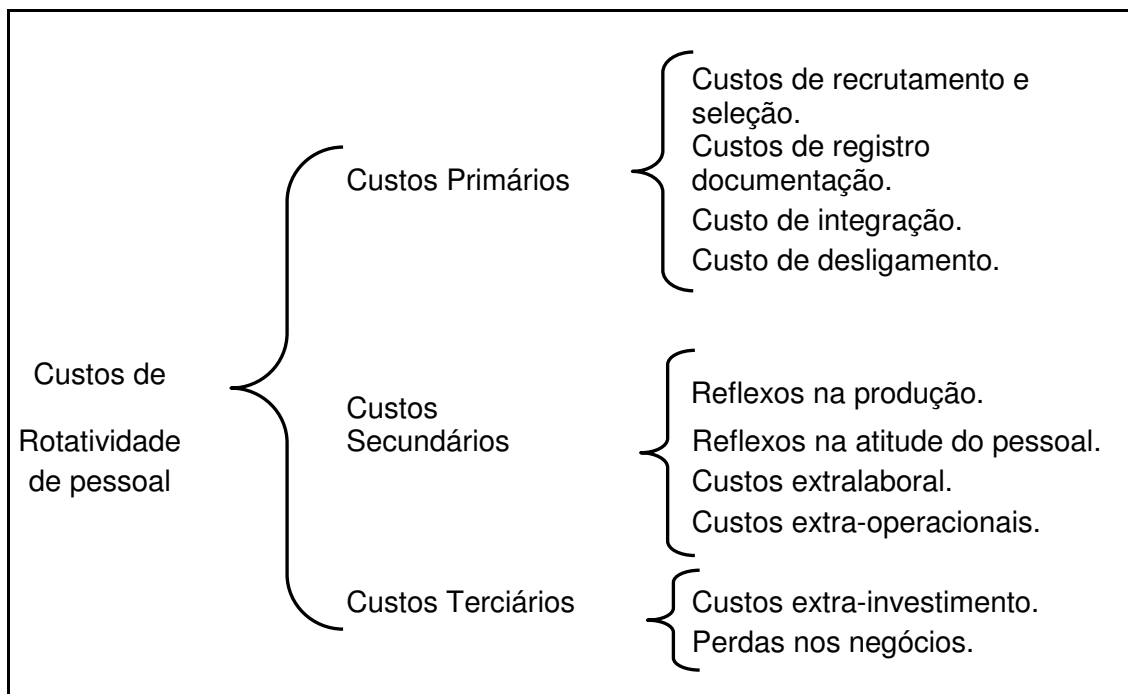 Custos de
Rotatividade
de pessoal
Custos Primários
Custos de recrutamento e
seleção.
Custos de registro
documentação.
Custo de integração.
Custo de desligamento.
Custos
Secundários
Reflexos na produção.
Reflexos na atitude do pessoal.
Custos extralaboral.
Custos extra-operacionais.
Custos Terciários
Custos extra-investimento.
Perdas nos negócios.